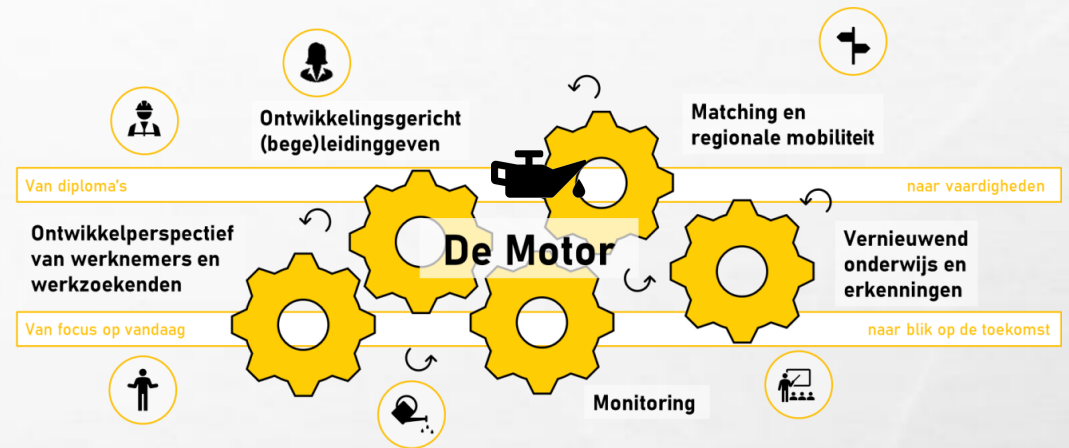 Ontwikkelingsgericht
(bege)leidinggeven
Matching en
regionale mobiliteit
Van diploma's
naar vaardigheden
Ontwikkelperspectief
van werknemers en
werkzoekenden
De Motor
Vernieuwend
onderwijs en
erkenningen
Van focus op vandaag
naar blik op de toekomst
Monitoring